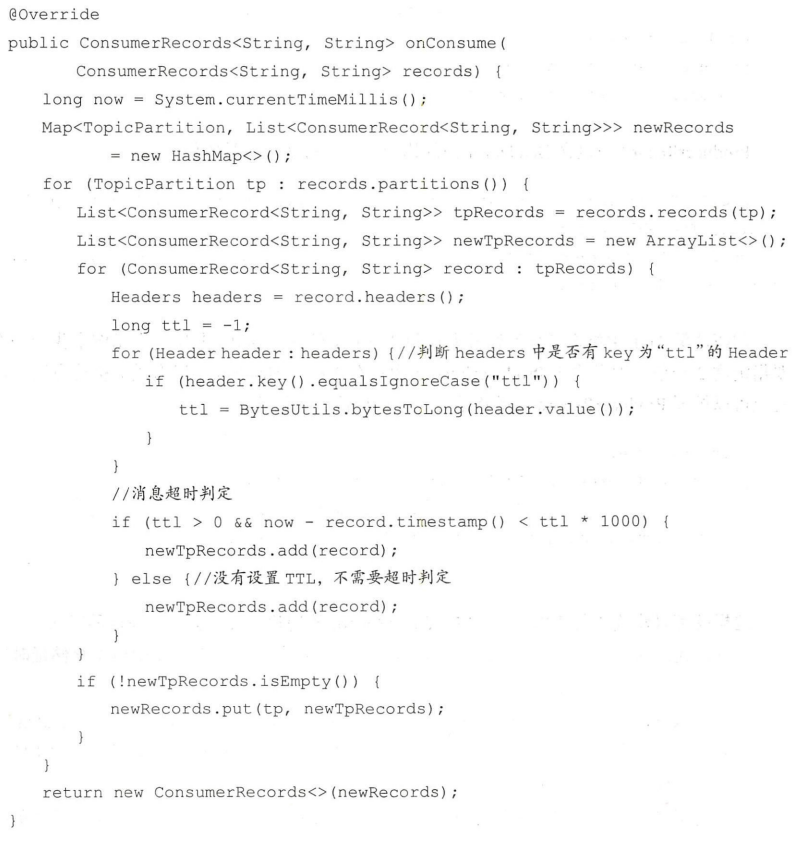 @Override
public ConsumerRecords<String, String> onConsume(
        ConsumerRecords<String, String> records) {
    long now = System.currentTimeMillis();
    Map<TopicPartition, List<ConsumerRecord<String, String>>> newRecords
            = new HashMap<>();
    for (TopicPartition tp : records.partitions()) {
        List<ConsumerRecord<String, String>> tpRecords = records.records(tp);
        List<ConsumerRecord<String, String>> newTpRecords = new ArrayList<>();
        for (ConsumerRecord<String, String> record : tpRecords) {
            Headers headers = record.headers();
            long ttl = -1;
            for (Header header : headers) {//判断 headers 中是否有 key 为“ttl”的 Header
                if (header.key().equalsIgnoreCase("ttl")) {
                    ttl = BytesUtils.bytesToLong(header.value());
                }
            }
            //消息超时判定
            if (ttl > 0 && now - record.timestamp() < ttl * 1000) {
                newTpRecords.add(record);
            } else {//没有设置 TTL, 不需要超时判定
                newTpRecords.add(record);
            }
        }
        if (!newTpRecords.isEmpty()) {
            newRecords.put(tp, newTpRecords);
        }
    }
    return new ConsumerRecords<>(newRecords);
}